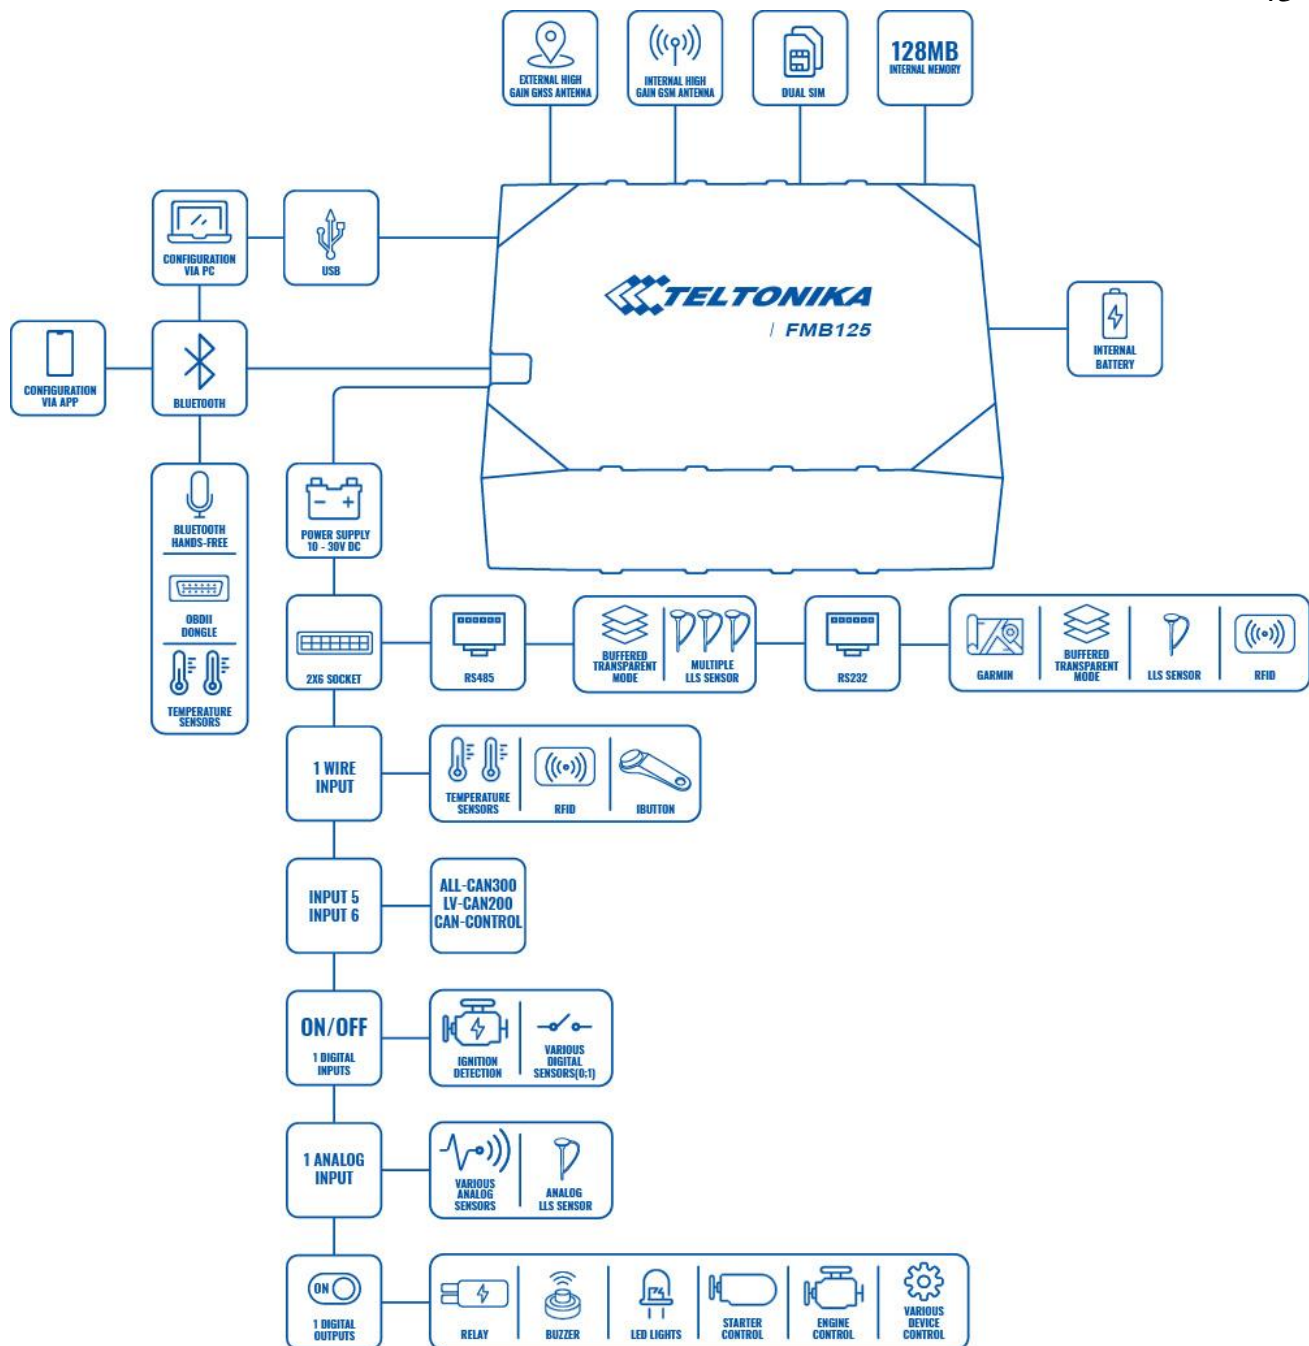 EXTERNAL HIGH
GAIN GNSS ANTENNA
INTERNAL HIGH
GAIN GSM ANTENNA
DUAL SIM
128MB
INTERNAL MEMORY
CONFIGURATION
VIA PC
USB
TELTONIKA
/ FMB125
INTERNAL
BATTERY
CONFIGURATION
VIA APP
BLUETOOTH
BLUETOOTH
HANDS-FREE
OBDII
DONGLE
TEMPERATURE
SENSORS
POWER SUPPLY
10 - 30V DC
2X6 SOCKET
RS485
BUFFERED
TRANSPARENT
MODE
MULTIPLE
LLS SENSOR
RS232
GARMIN
BUFFERED
TRANSPARENT
MODE
LLS SENSOR
RFID
1 WIRE
INPUT
TEMPERATURE
SENSORS
RFID
IBUTTON
INPUT 5
INPUT 6
ALL-CAN300
LV-CAN200
CAN-CONTROL
ON/OFF
1 DIGITAL
INPUTS
IGNITION
DETECTION
VARIOUS
DIGITAL
SENSORS(0;1)
1 ANALOG
INPUT
VARIOUS
ANALOG
SENSORS
ANALOG
LLS SENSOR
ON
1 DIGITAL
OUTPUTS
RELAY
BUZZER
LED LIGHTS
STARTER
CONTROL
ENGINE
CONTROL
VARIOUS
DEVICE
CONTROL